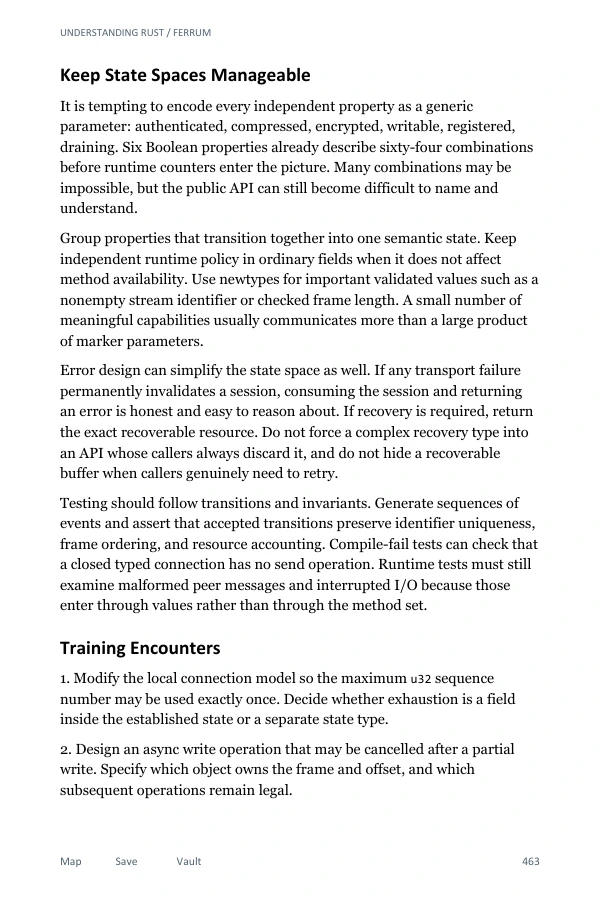 UNDERSTANDING RUST / FERRUM
Keep State Spaces Manageable
It is tempting to encode every independent property as a generic
parameter: authenticated, compressed, encrypted, writable, registered,
draining. Six Boolean properties already describe sixty-four combinations
before runtime counters enter the picture. Many combinations may be
impossible, but the public API can still become difficult to name and
understand.
Group properties that transition together into one semantic state. Keep
independent runtime policy in ordinary fields when it does not affect
method availability. Use newtypes for important validated values such as a
nonempty stream identifier or checked frame length. A small number of
meaningful capabilities usually communicates more than a large product
of marker parameters.
Error design can simplify the state space as well. If any transport failure
permanently invalidates a session, consuming the session and returning
an error is honest and easy to reason about. If recovery is required, return
the exact recoverable resource. Do not force a complex recovery type into
an API whose callers always discard it, and do not hide a recoverable
buffer when callers genuinely need to retry.
Testing should follow transitions and invariants. Generate sequences of
events and assert that accepted transitions preserve identifier uniqueness,
frame ordering, and resource accounting. Compile-fail tests can check that
a closed typed connection has no send operation. Runtime tests must still
examine malformed peer messages and interrupted I/O because those
enter through values rather than through the method set.
Training Encounters
1. Modify the local connection model so the maximum u32 sequence
number may be used exactly once. Decide whether exhaustion is a field
inside the established state or a separate state type.
2. Design an async write operation that may be cancelled after a partial
write. Specify which object owns the frame and offset, and which
subsequent operations remain legal.
Map Save Vault 463